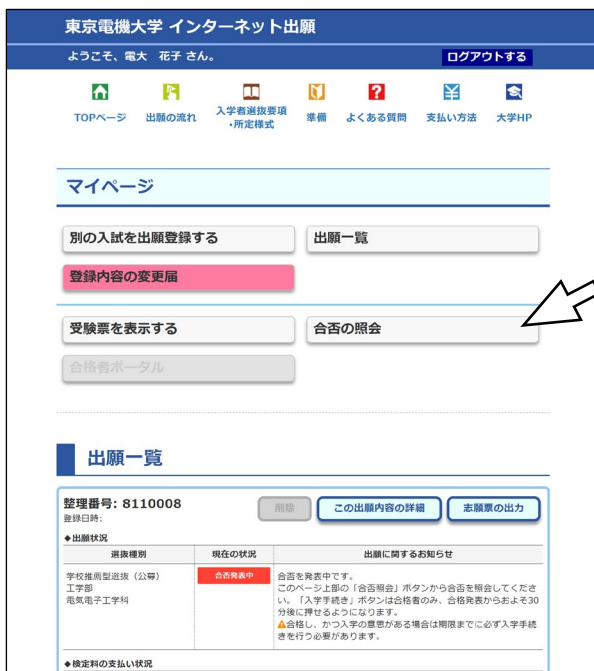 東京電機大学 インターネット出願
ようこそ、電大 花子 さん。
ログアウトする
TOPページ
出願の流れ
入学者選抜要項
・所定様式
準備
よくある質問
支払い方法
大学HP
マイページ
別の入試を出願登録する
出願一覧
登録内容の変更届
受験票を表示する
合否の照会
合格者ポータル
出願一覧
整理番号: 8110008
登録日時:
削除
この出願内容の詳細
志願票の出力
◆出願状況
選抜種別
現在の状況
出願に関するお知らせ
学校推薦型選抜（公募）
工学部
電気電子工学科
合否発表中
合否を発表中です。
このページ上部の「合否照会」ボタンから合否を照会してくださ
い。「入学手続き」ボタンは合格者のみ、合格発表からおよそ30
分後に押せるようになります。
⚠合格し、かつ入学の意思がある場合は期限までに必ず入学手続
きを行う必要があります。
◆検定料の支払い状況